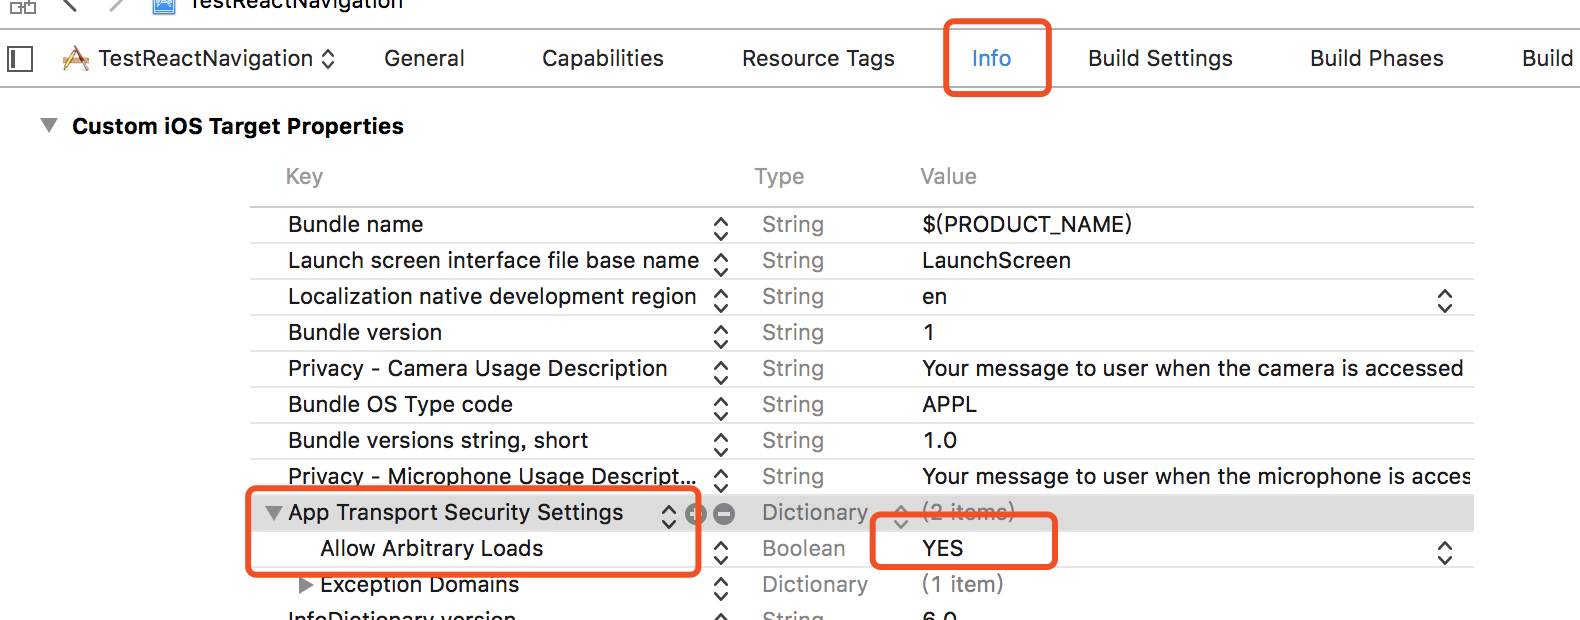 TestReactNavigation
TestReactNavigation General Capabilities Resource Tags Info Build Settings Build Phases Build
Custom iOS Target Properties
Key Type Value
Bundle name String $(PRODUCT_NAME)
Launch screen interface file base name String LaunchScreen
Localization native development region String en
Bundle version String 1
Privacy - Camera Usage Description String Your message to user when the camera is accessed
Bundle OS Type code String APPL
Bundle versions string, short String 1.0
Privacy - Microphone Usage Descript... String Your message to user when the microphone is acces
App Transport Security Settings Dictionary (2 items)
Allow Arbitrary Loads Boolean YES
Exception Domains Dictionary (1 item)
InfoDictionary version String 6.0